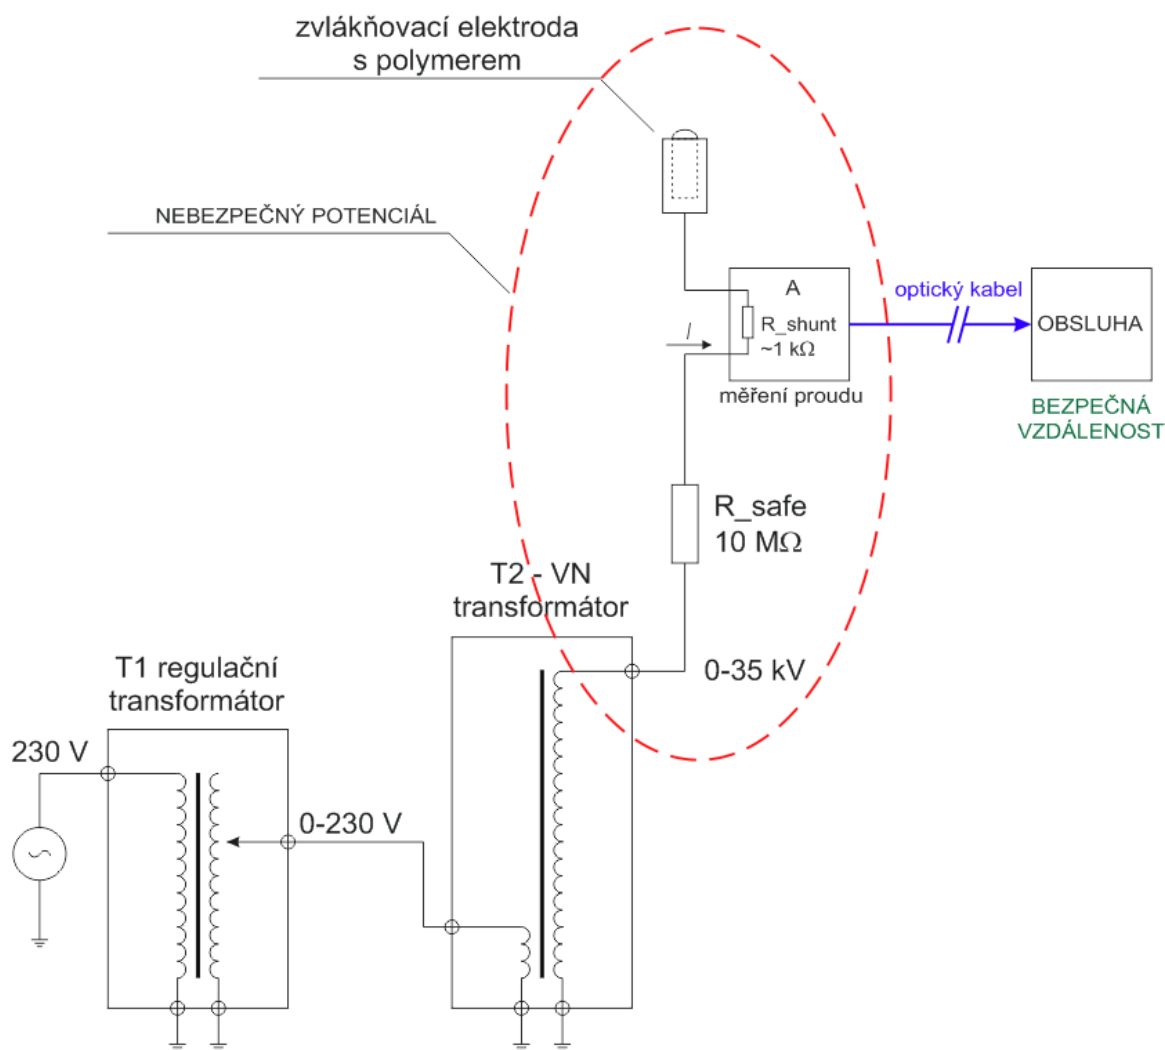 zvlákňovací elektroda
s polymerem
NEBEZPEČNÝ POTENCIÁL
A
R_shunt
~1 kΩ
I
měření proudu
optický kabel
OBSLUHA
BEZPEČNÁ
VZDÁLENOST
R_safe
10 MΩ
T2 - VN
transformátor
0-35 kV
T1 regulační
transformátor
230 V
0-230 V